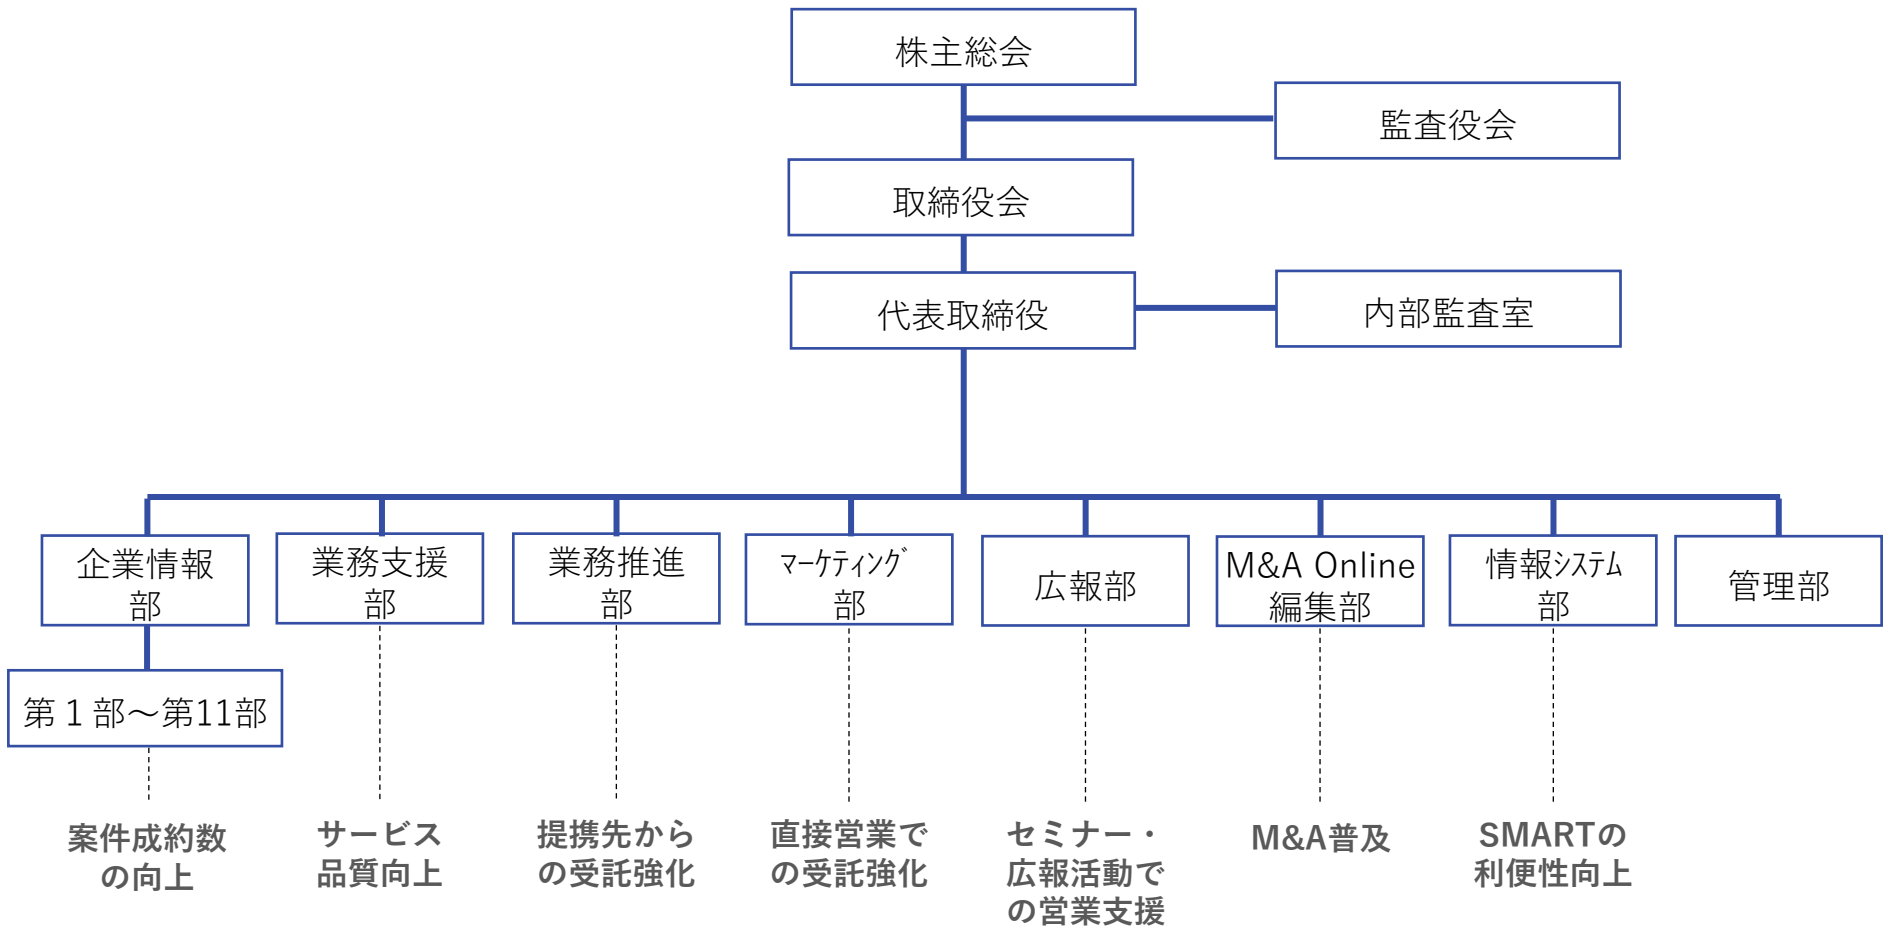 株主総会
監査役会
取締役会
代表取締役
内部監査室
企業情報
部
業務支援
部
業務推進
部
ﾏｰｹﾃｨﾝｸﾞ
部
広報部
M&A Online
編集部
情報ｼｽﾃﾑ
部
管理部
第１部～第11部
案件成約数
の向上
サービス
品質向上
提携先から
の受託強化
直接営業で
の受託強化
セミナー・
広報活動で
の営業支援
M&A普及
SMARTの
利便性向上